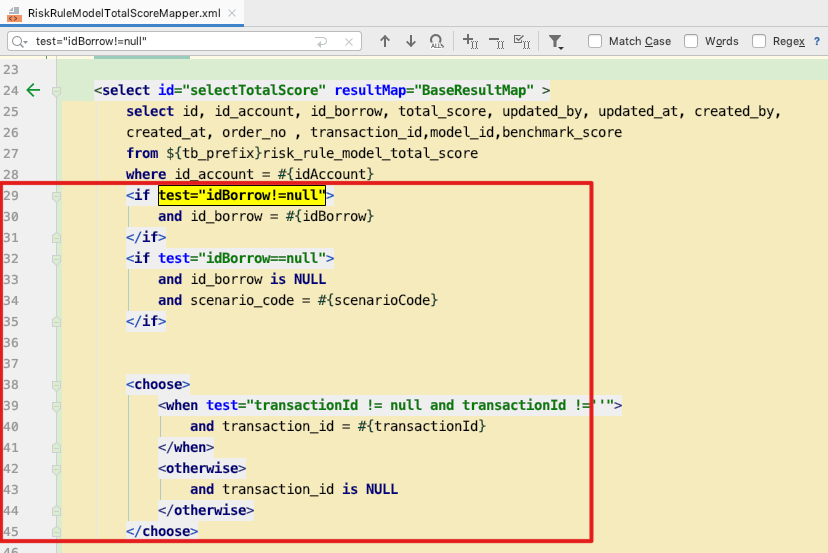 RiskRuleModelTotalScoreMapper.xml
test="idBorrow!=null"
Match Case
Words
Regex
?
23
24 <select id="selectTotalScore" resultMap="BaseResultMap" >
25 select id, id_account, id_borrow, total_score, updated_by, updated_at, created_by,
26 created_at, order_no , transaction_id,model_id,benchmark_score
27 from ${tb_prefix}risk_rule_model_total_score
28 where id_account = #{idAccount}
29 <if test="idBorrow!=null">
30 and id_borrow = #{idBorrow}
31 </if>
32 <if test="idBorrow==null">
33 and id_borrow is NULL
34 and scenario_code = #{scenarioCode}
35 </if>
36
37
38 <choose>
39 <when test="transactionId != null and transactionId !=''">
40 and transaction_id = #{transactionId}
41 </when>
42 <otherwise>
43 and transaction_id is NULL
44 </otherwise>
45 </choose>
46